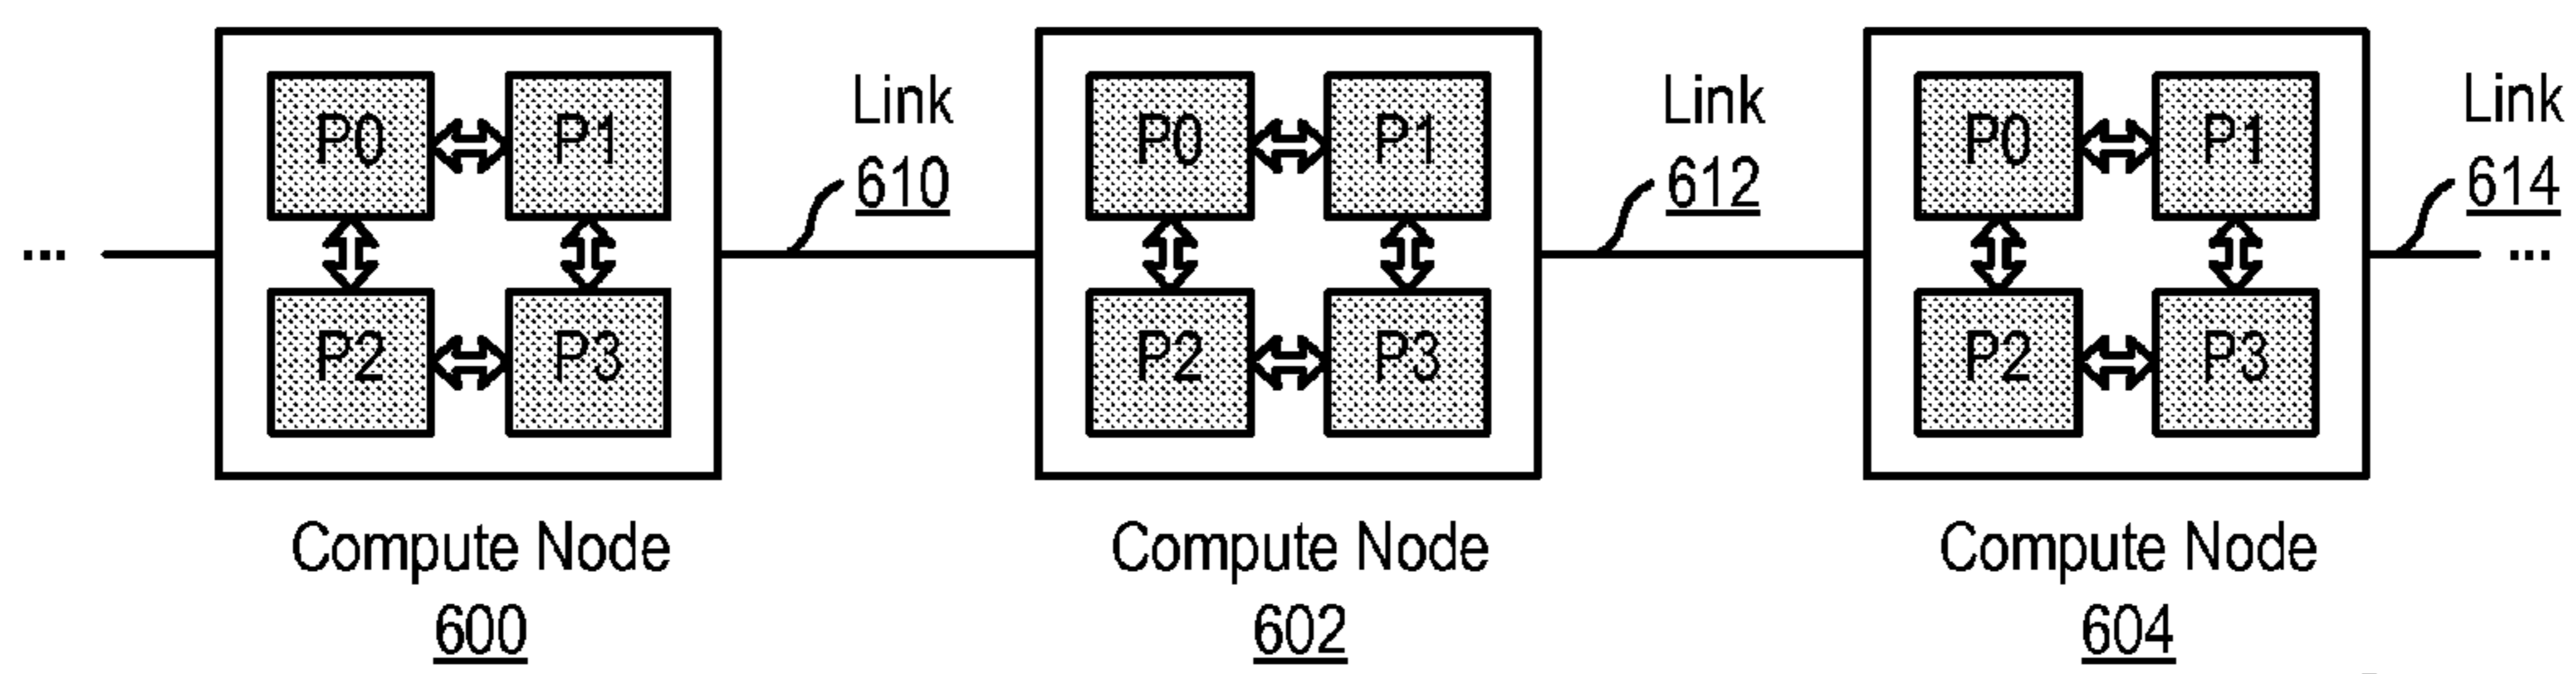 P0 P1
Link
610
P0 P1
Link
612
P0 P1
Link
614
...
...
P2 P3
P2 P3
P2 P3
Compute Node
600
Compute Node
602
Compute Node
604